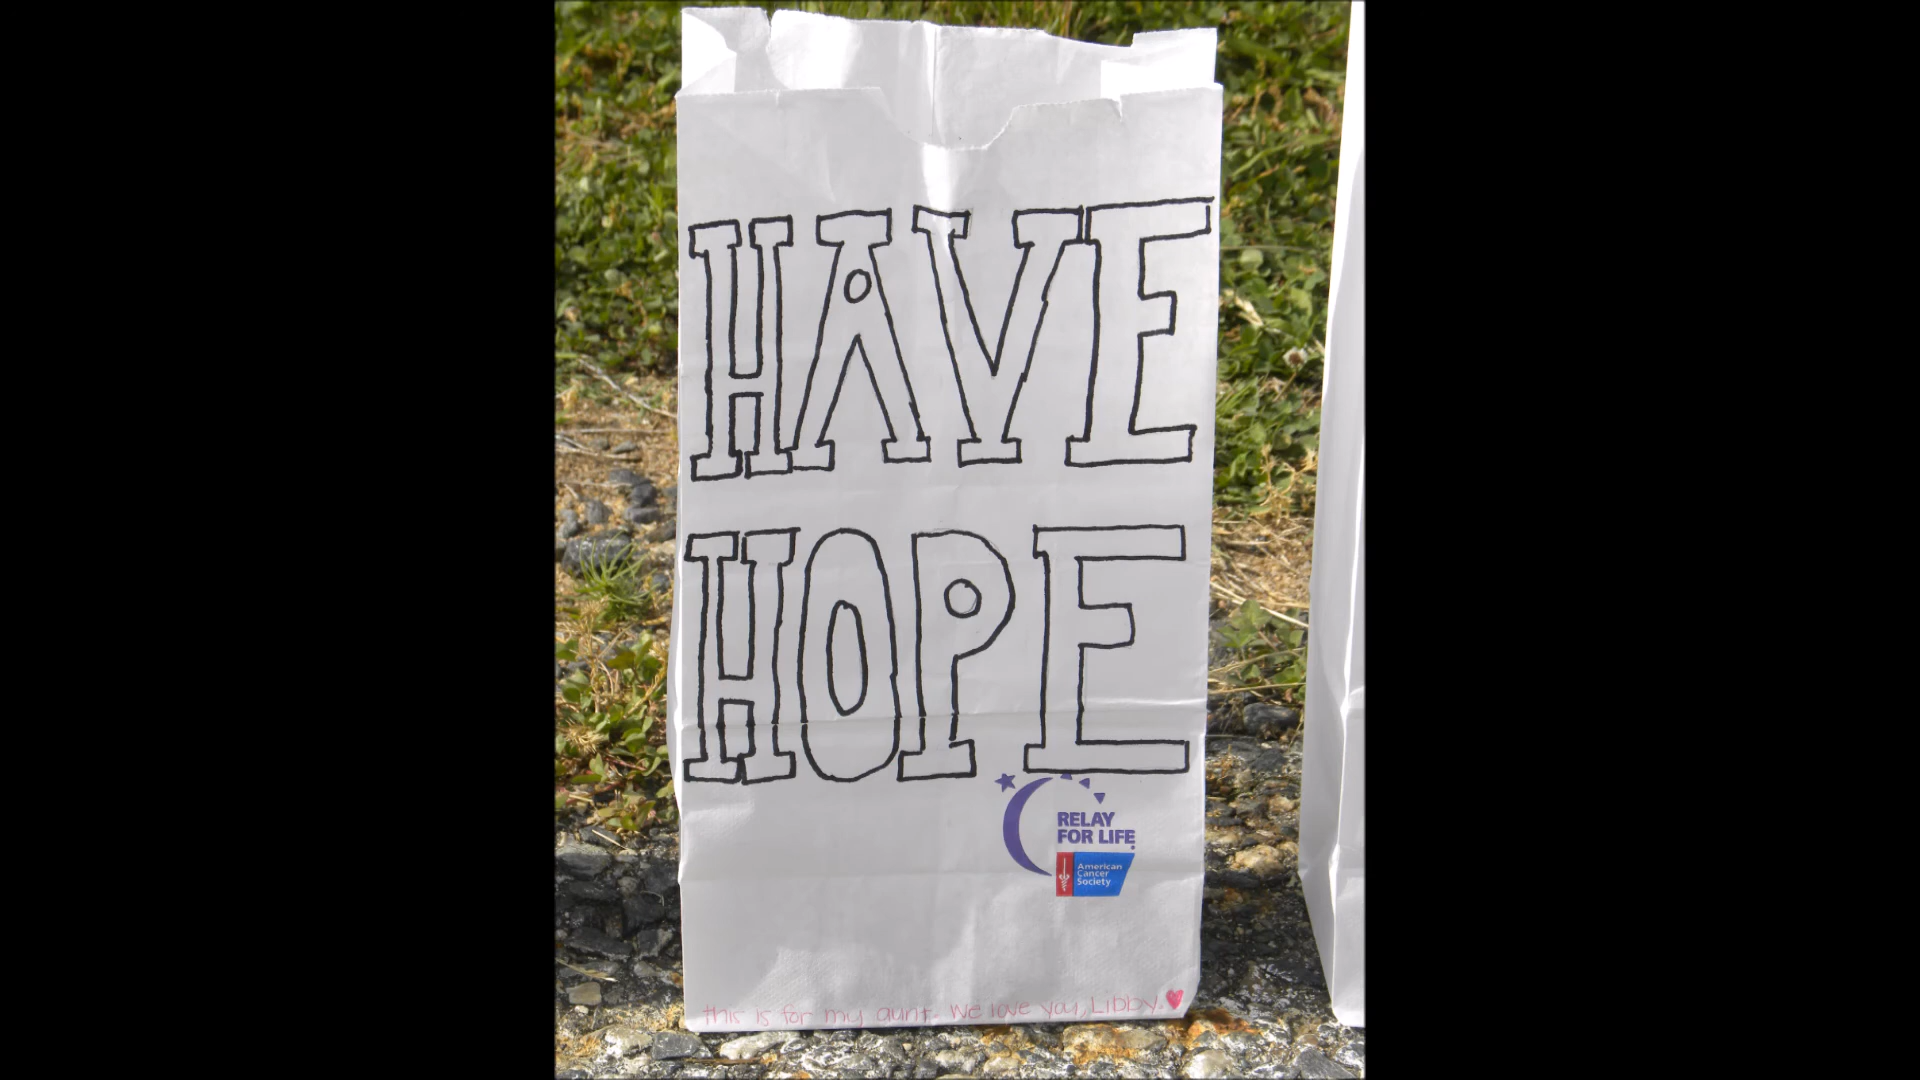 HAVE
HOPE
RELAY
FOR LIFE
American
Cancer
Society
this is for my aunt. We love you, Libby.